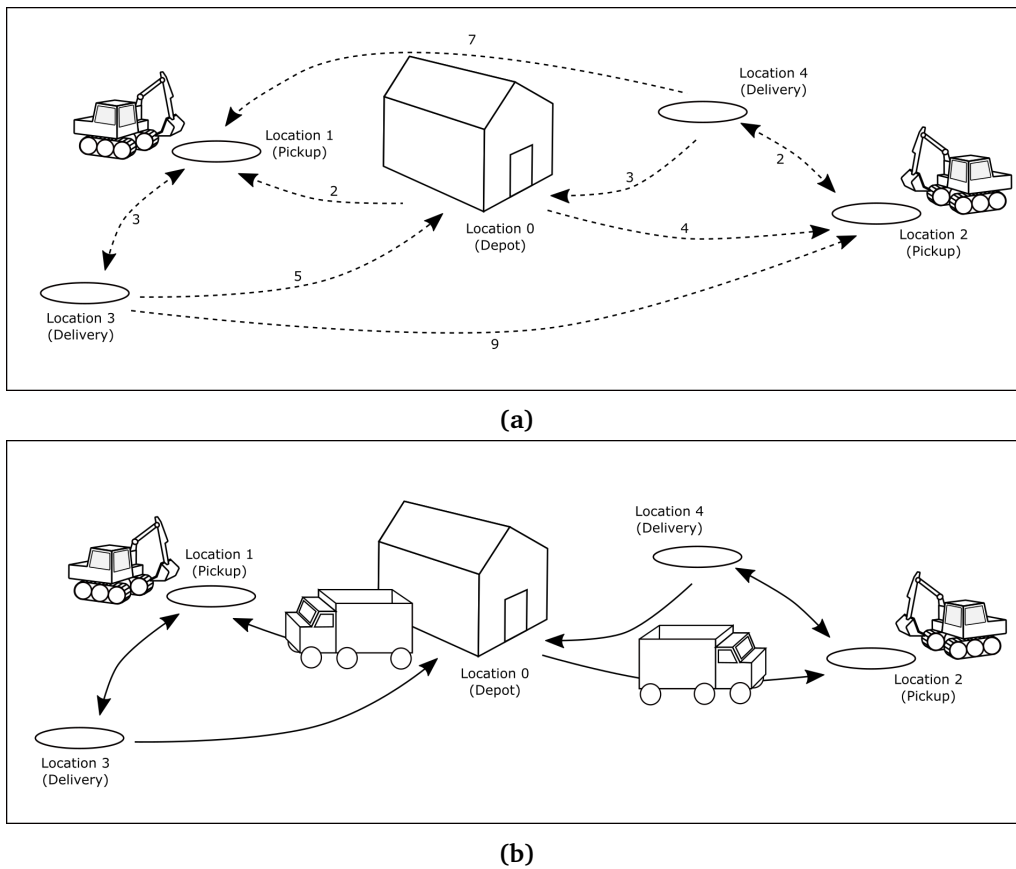 7
Location 4
(Delivery)
Location 1
(Pickup)
2
3
2
3
Location 0
(Depot)
4
Location 2
(Pickup)
5
Location 3
(Delivery)
9
(a)
Location 4
(Delivery)
Location 1
(Pickup)
Location 0
(Depot)
Location 2
(Pickup)
Location 3
(Delivery)
(b)